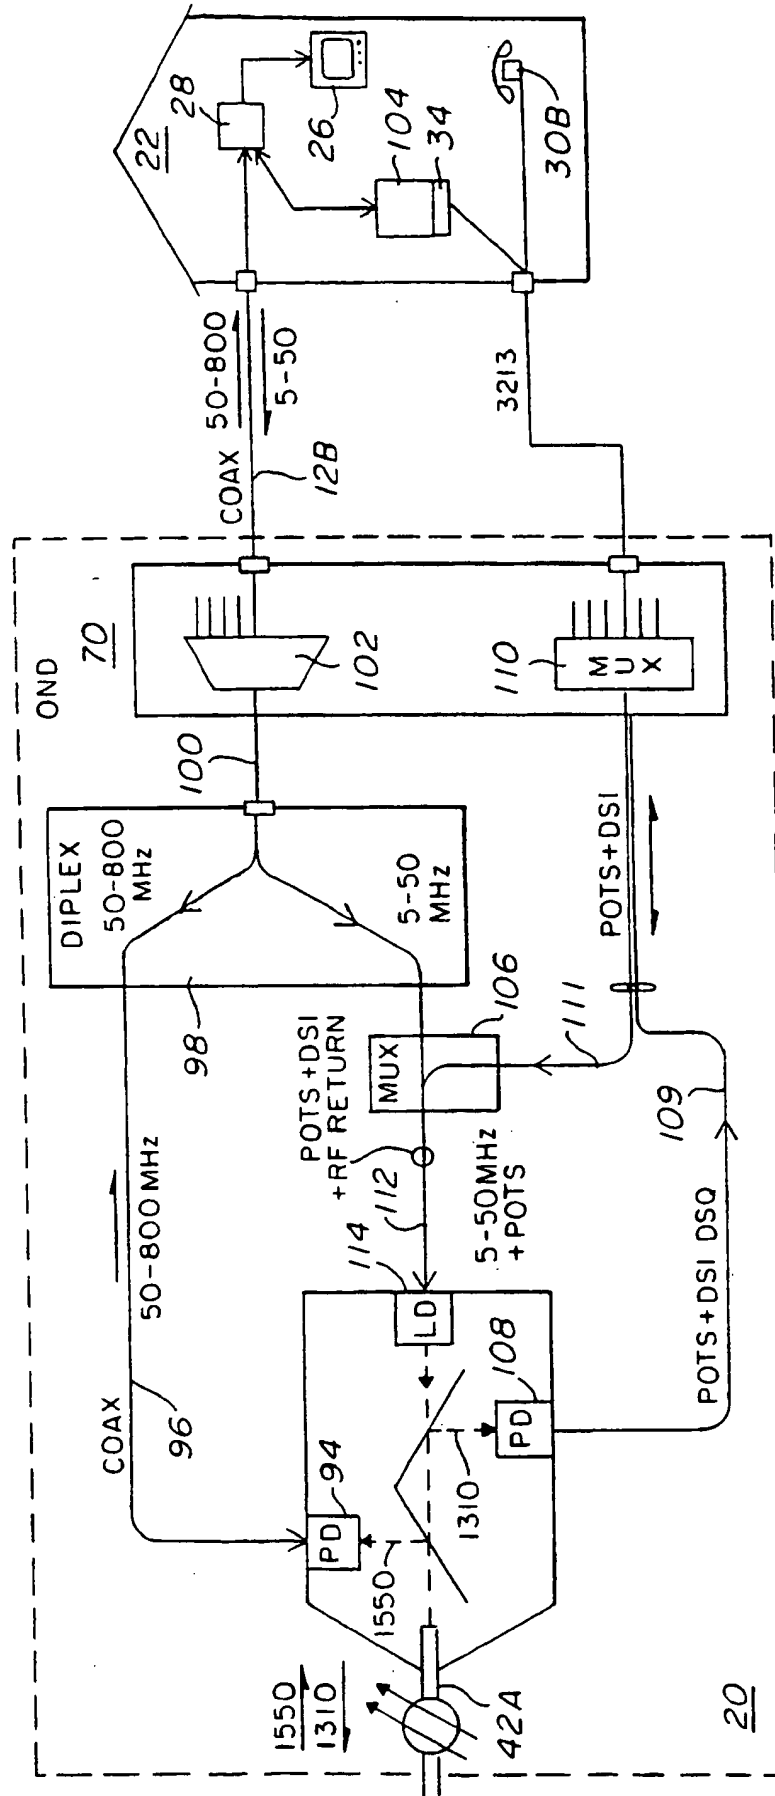 1550
1310
42A
20
COAX
96
50-800 MHz
PD
94
1550
1310
PD
108
LD
114
112
POTS+DSI
+RF RETURN
5-50MHz
+POTS
MUX
106
111
109
POTS+DSI DSQ
98
DIPLEX
50-800
MHz
5-50
MHz
100
OND
70
102
110
MUX
POTS+DSI
COAX
50-800
5-50
12B
3213
22
28
26
104
34
30B